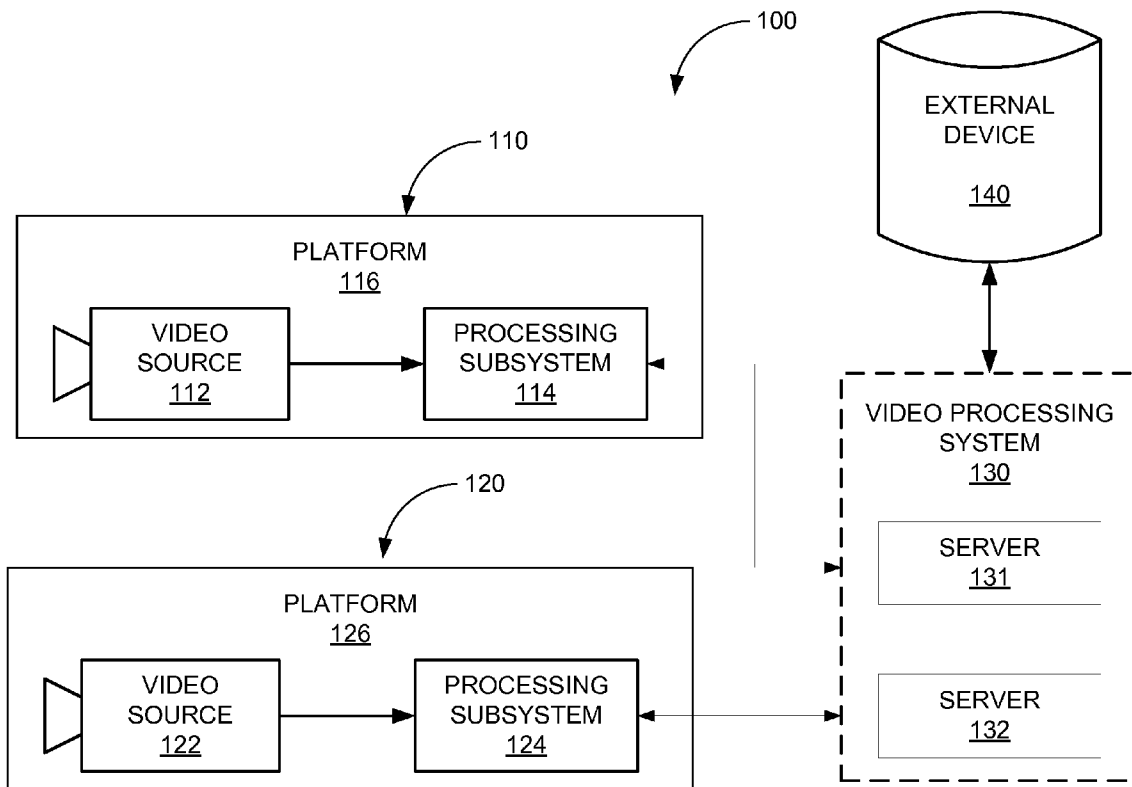 100
EXTERNAL
DEVICE
140
110
PLATFORM
116
VIDEO
SOURCE
112
PROCESSING
SUBSYSTEM
114
VIDEO PROCESSING
SYSTEM
130
SERVER
131
SERVER
132
120
PLATFORM
126
VIDEO
SOURCE
122
PROCESSING
SUBSYSTEM
124